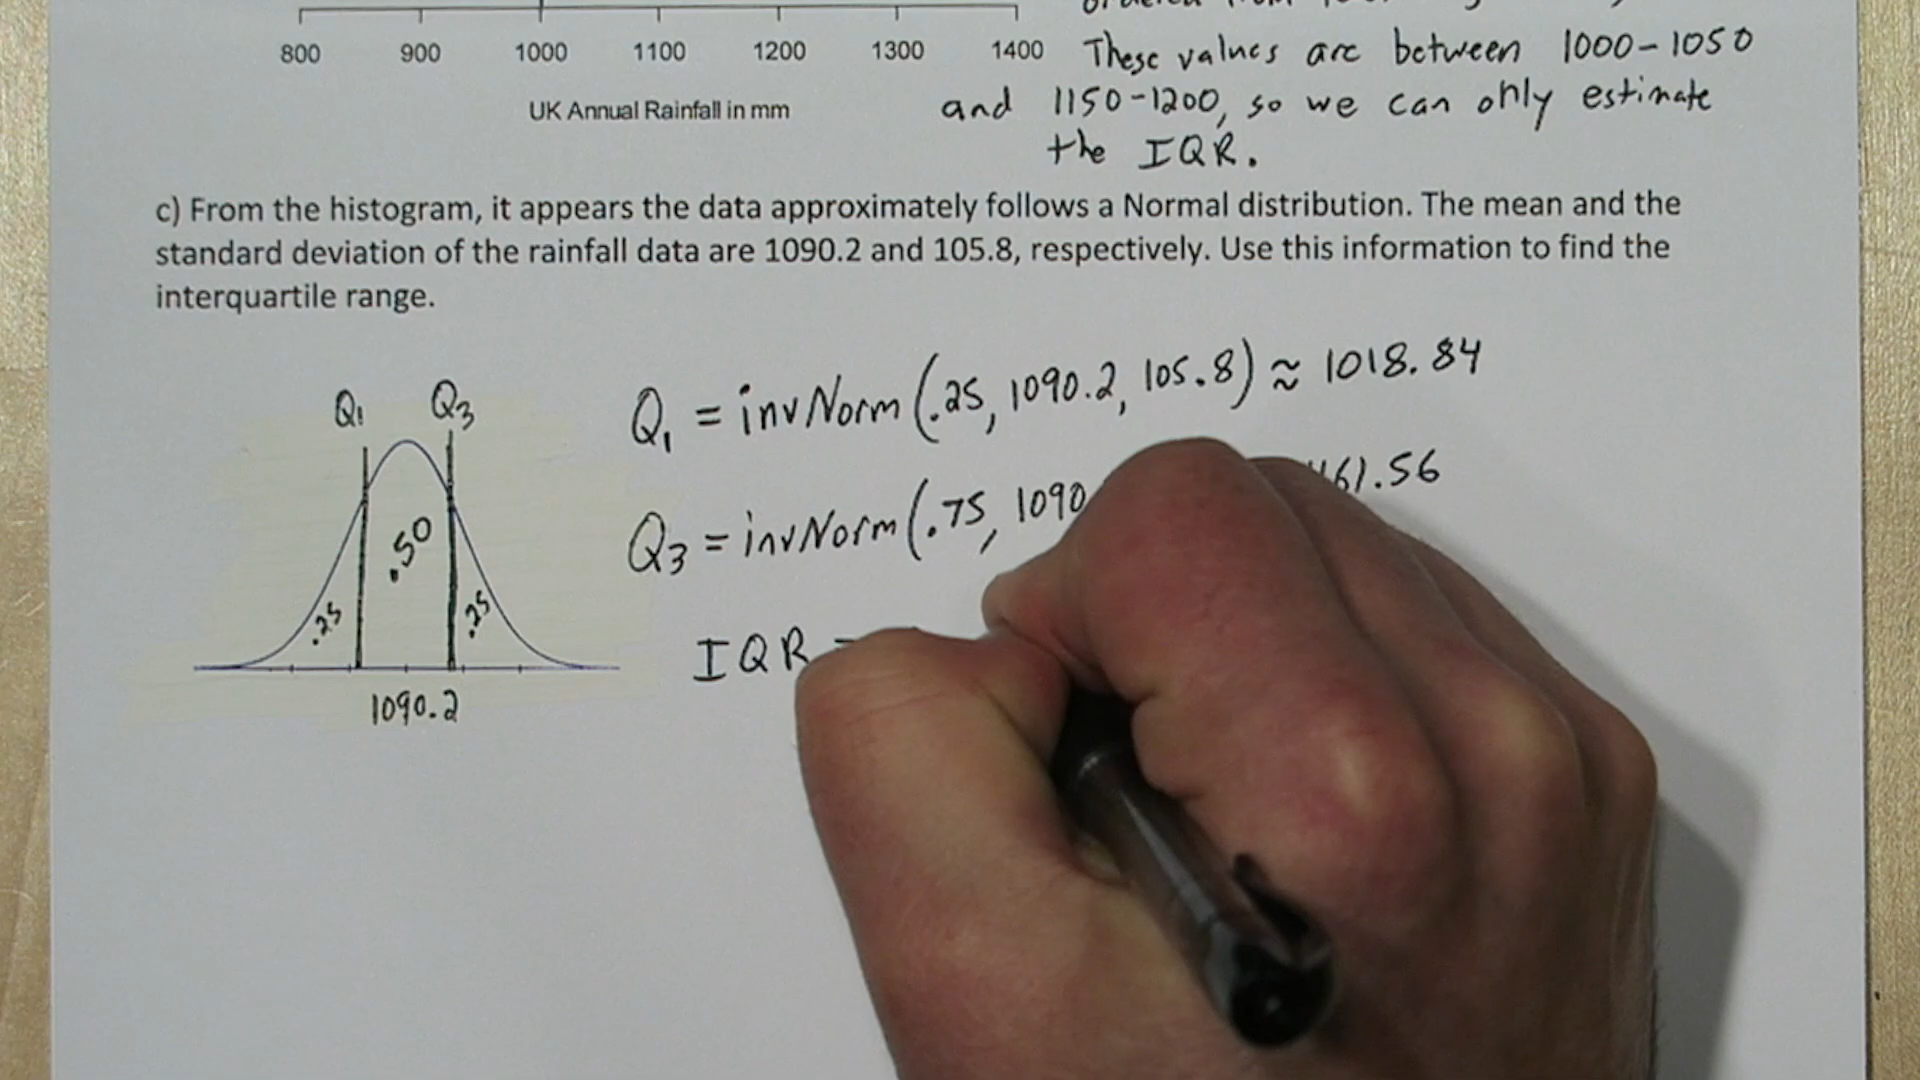 800 900 1000 1100 1200 1300 1400
UK Annual Rainfall in mm
These values are between 1000-1050
and 1150-1200, so we can only estimate
the IQR.
c) From the histogram, it appears the data approximately follows a Normal distribution. The mean and the
standard deviation of the rainfall data are 1090.2 and 105.8, respectively. Use this information to find the
interquartile range.
Q1 Q3
.25 .50 .25
1090.2
Q1 = invNorm(.25, 1090.2, 105.8) ≈ 1018.84
Q3 = invNorm(.75, 1090 61.56
IQR =